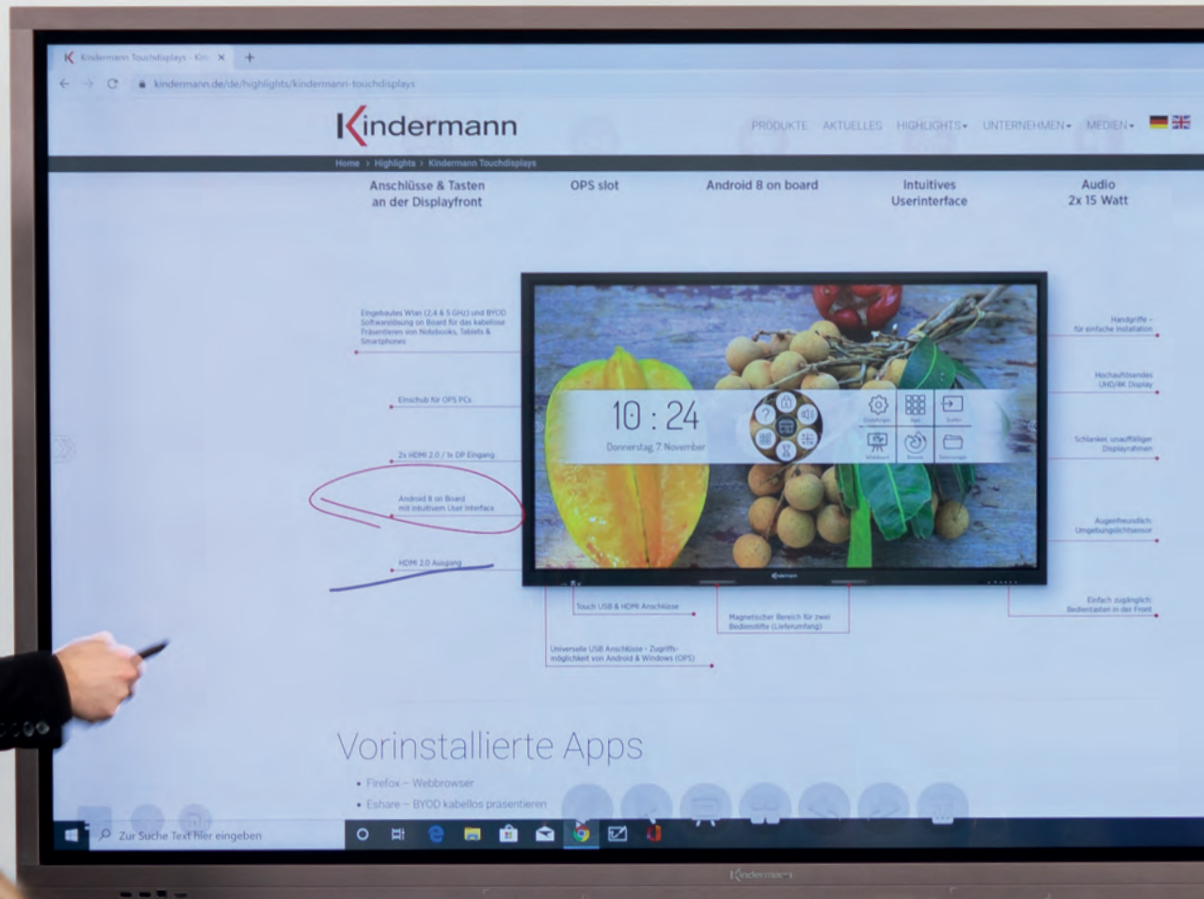 Kindermann Touchdisplays - Kin
kindermann.de/de/highlights/kindermann-touchdisplays
Kindermann
PRODUKTE AKTUELLES HIGHLIGHTS UNTERNEHMEN MEDIEN
Home > Highlights > Kindermann Touchdisplays
Anschlüsse & Tasten
an der Displayfront
OPS slot
Android 8 on board
Intuitives
Userinterface
Audio
2x 15 Watt
Eingebautes Wlan (2,4 & 5 GHz) und BYOD
Softwarelösung on Board für das kabellose
Präsentieren von Notebooks, Tablets &
Smartphones
Einschub für OPS PCs
2x HDMI 2.0 / 1x DP Eingang
Android 8 on Board
mit intuitivem User Interface
HDMI 2.0 Ausgang
10 : 24
Donnerstag, 7. November
Einstellungen
Apps
Whiteboard
Browser
Handgriffe –
für einfache Installation
Hochauflösendes
UHD/4K Display
Schlanker, unauffälliger
Displayrahmen
Augenfreundlich:
Umgebungslichtsensor
Einfach zugänglich:
Bedientasten in der Front
Kindermann
Touch USB & HDMI Anschlüsse
Magnetischer Bereich für zwei
Bedienstifte (Lieferumfang)
Universelle USB Anschlüsse - Zugriffs-
möglichkeit von Android & Windows (OPS)
Vorinstallierte Apps
• Firefox – Webbrowser
• Eshare – BYOD kabellos präsentieren
Zur Suche Text hier eingeben
Kindermann